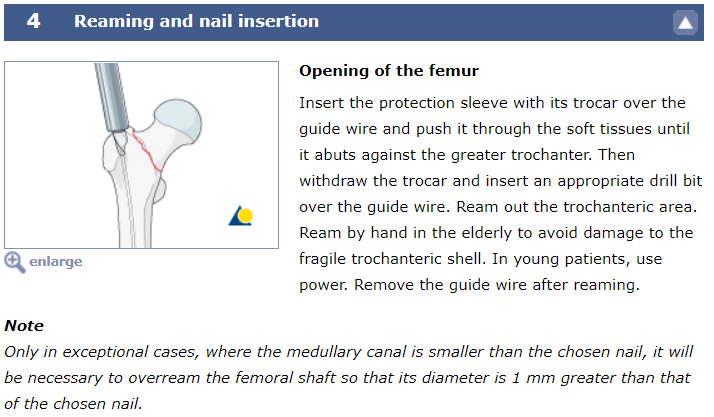 4 Reaming and nail insertion
Opening of the femur
Insert the protection sleeve with its trocar over the
guide wire and push it through the soft tissues until
it abuts against the greater trochanter. Then
withdraw the trocar and insert an appropriate drill bit
over the guide wire. Ream out the trochanteric area.
Ream by hand in the elderly to avoid damage to the
fragile trochanteric shell. In young patients, use
power. Remove the guide wire after reaming.
enlarge
Note
Only in exceptional cases, where the medullary canal is smaller than the chosen nail, it will
be necessary to overream the femoral shaft so that its diameter is 1 mm greater than that
of the chosen nail.